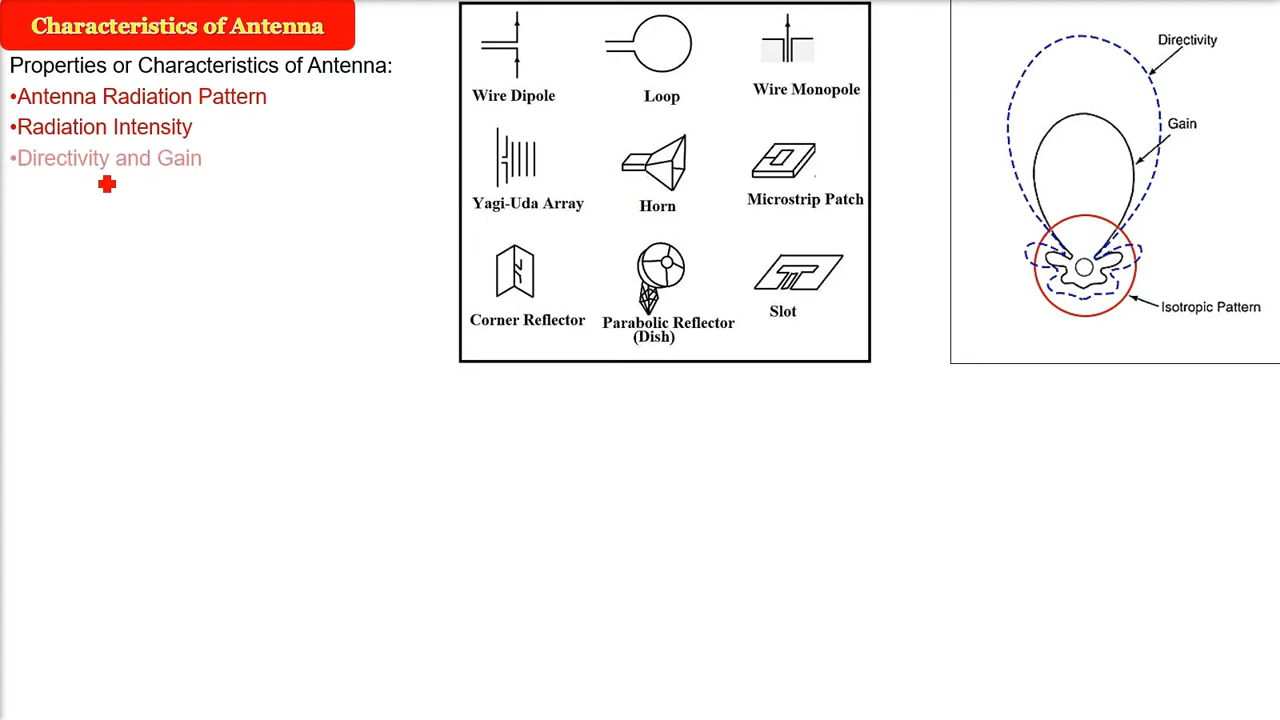 Characteristics of Antenna
Properties or Characteristics of Antenna:
•Antenna Radiation Pattern
•Radiation Intensity
•Directivity and Gain
Wire Dipole
Loop
Wire Monopole
Yagi-Uda Array
Horn
Microstrip Patch
Corner Reflector
Parabolic Reflector
(Dish)
Slot
Directivity
Gain
Isotropic Pattern